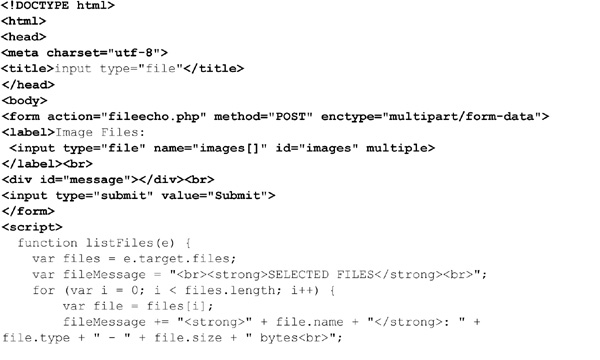 <!DOCTYPE html>
<html>
<head>
<meta charset="utf-8">
<title>input type="file"</title>
</head>
<body>
<form action="fileecho.php" method="POST" enctype="multipart/form-data">
<label>Image Files:
 <input type="file" name="images[]" id="images" multiple>
</label><br>
<div id="message"></div><br>
<input type="submit" value="Submit">
</form>
<script>
  function listFiles(e) {
    var files = e.target.files;
    var fileMessage = "<br><strong>SELECTED FILES</strong><br>";
    for (var i = 0; i < files.length; i++) {
        var file = files[i];
        fileMessage += "<strong>" + file.name + "</strong>: " +
file.type + " - " + file.size + " bytes<br>";